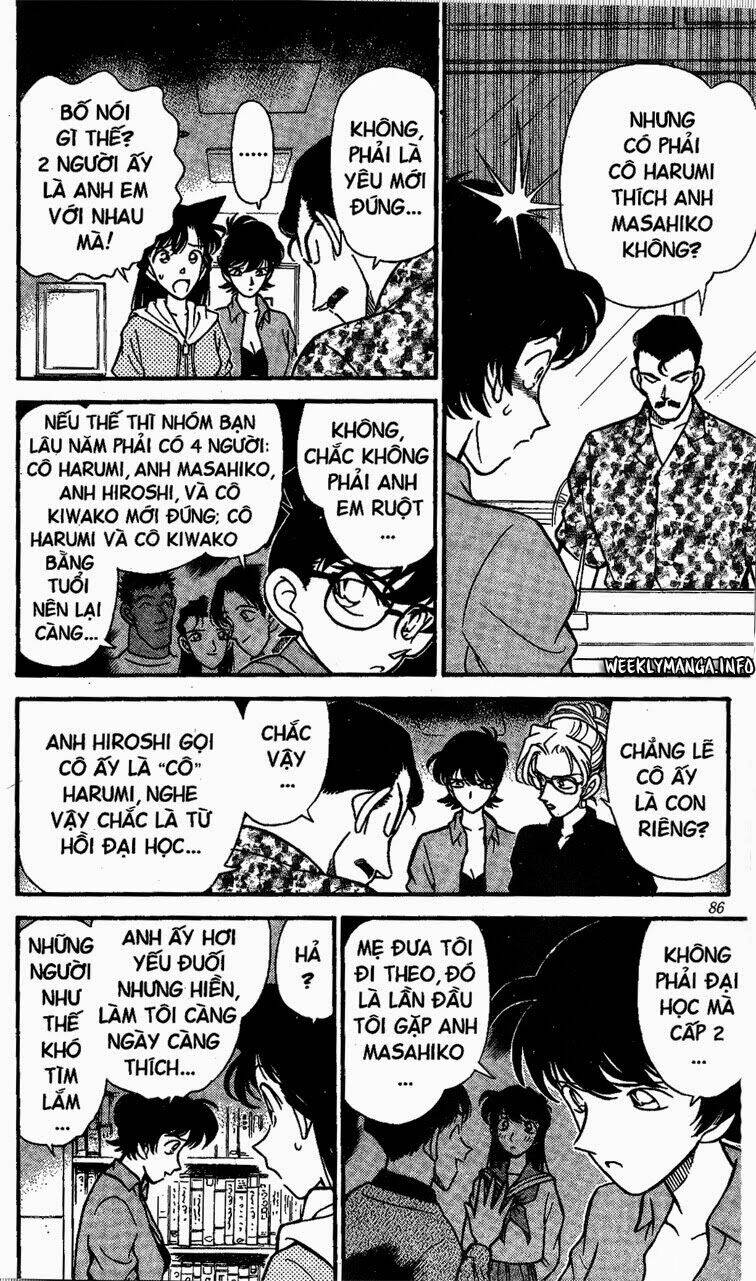 NHƯNG
CÓ PHẢI
CÔ HARUMI
THÍCH ANH
MASAHIKO
KHÔNG?
KHÔNG,
PHẢI LÀ
YÊU MỚI
ĐÚNG...
......
BỐ NÓI
GÌ THẾ?
2 NGƯỜI ẤY
LÀ ANH EM
VỚI NHAU
MÀ!
KHÔNG,
CHẮC KHÔNG
PHẢI ANH
EM RUỘT
...
NẾU THẾ THÌ NHÓM BẠN
LÂU NĂM PHẢI CÓ 4 NGƯỜI:
CÔ HARUMI, ANH MASAHIKO,
ANH HIROSHI, VÀ CÔ
KIWAKO MỚI ĐÚNG; CÔ
HARUMI VÀ CÔ KIWAKO
BẰNG
TUỔI
NÊN LẠI
CÀNG...
WEEKLYMANGA.INFO
CHẲNG LẼ
CÔ ẤY
LÀ CON
RIÊNG?
CHẮC
VẬY
...
ANH HIROSHI GỌI
CÔ ẤY LÀ “CÔ”
HARUMI, NGHE
VẬY CHẮC LÀ TỪ
HỒI ĐẠI HỌC...
86
KHÔNG
PHẢI ĐẠI
HỌC MÀ
CẤP 2
...
MẸ ĐƯA TÔI
ĐI THEO, ĐÓ
LÀ LẦN ĐẦU
TÔI GẶP ANH
MASAHIKO
...
HẢ
?
ANH ẤY HƠI
YẾU ĐUỐI
NHƯNG HIỀN,
LÀM TÔI CÀNG
NGÀY CÀNG
THÍCH...
NHỮNG
NGƯỜI
NHƯ
THẾ
KHÓ
TÌM
LẮM
...